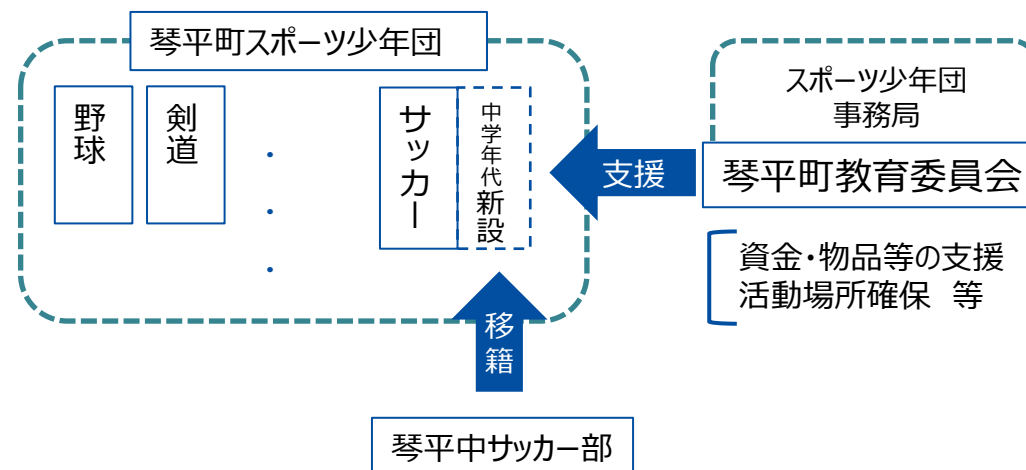 琴平町スポーツ少年団
野球
剣道
・
・
・
サッカー
中学年代新設
支援
スポーツ少年団
事務局
琴平町教育委員会
資金・物品等の支援
活動場所確保　等
移籍
琴平中サッカー部